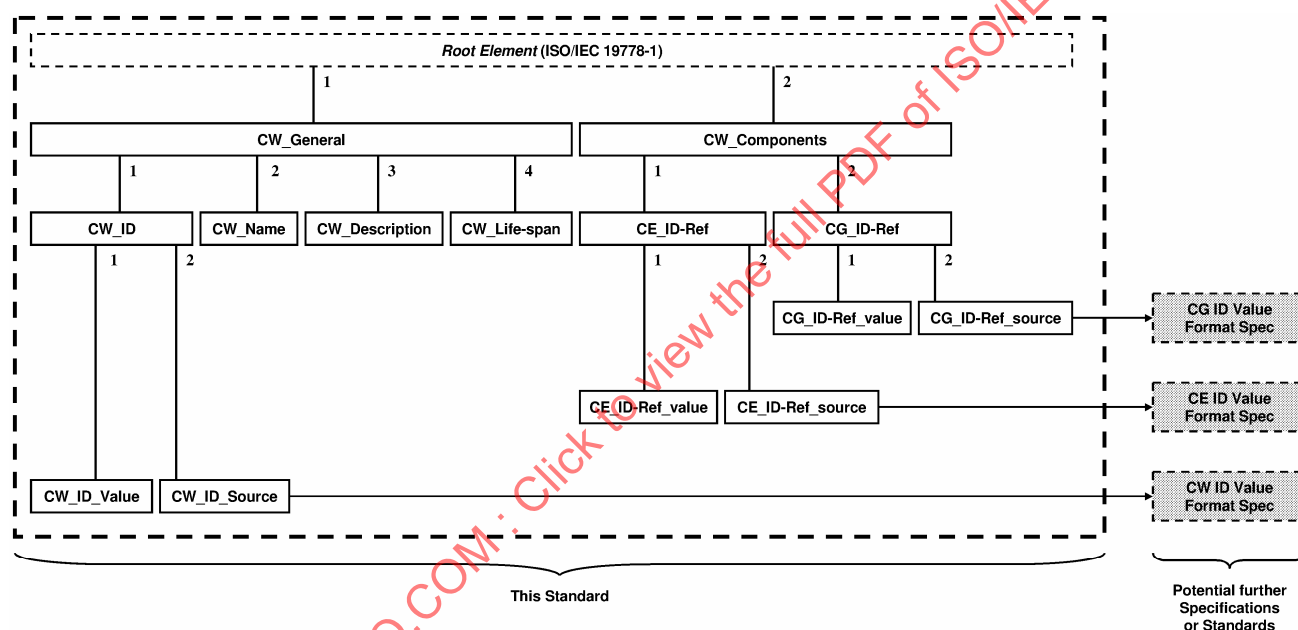 Root Element (ISO/IEC 19778-1)
1
2
CW_General
CW_Components
1
2
3
4
1
2
CW_ID
CW_Name
CW_Description
CW_Life-span
CE_ID-Ref
CG_ID-Ref
1
2
1
2
1
2
CG_ID-Ref_value
CG_ID-Ref_source
CG ID Value
Format Spec
CE_ID-Ref_value
CE_ID-Ref_source
CE ID Value
Format Spec
CW_ID_Value
CW_ID_Source
CW ID Value
Format Spec
This Standard
Potential further
Specifications
or Standards
.COM : Click to view the full PDF of ISO/IE